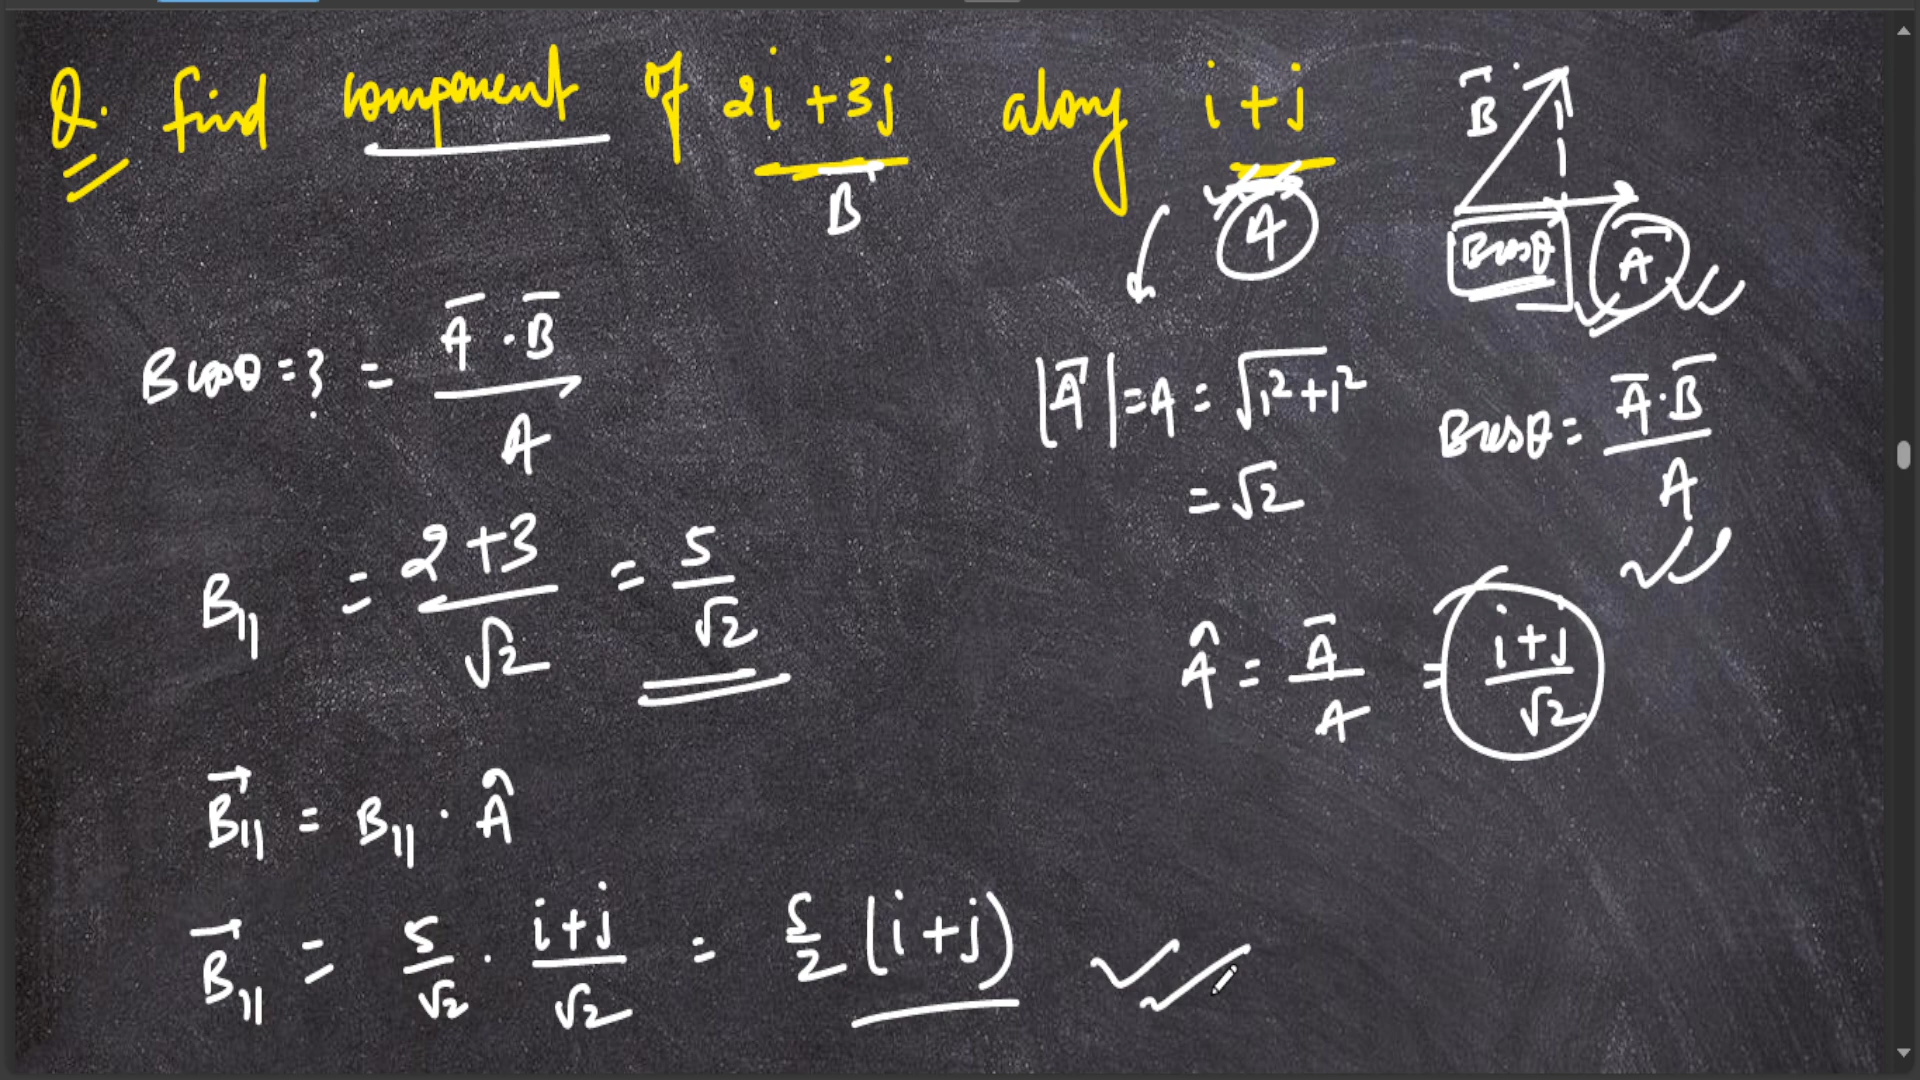 Q. find component of 2i + 3j along i + j
B⃗
A
B⃗
Bcosθ
A⃗
Bcosθ = ? = A̅ · B̅ / A
|A⃗| = A = √1² + 1²
= √2
Bcosθ = A̅ · B̅ / A
B|| = 2 + 3 / √2 = 5 / √2
Â = A̅ / A = i + j / √2
B⃗|| = B|| · Â
B⃗|| = 5 / √2 · i + j / √2 = 5 / 2 (i + j)